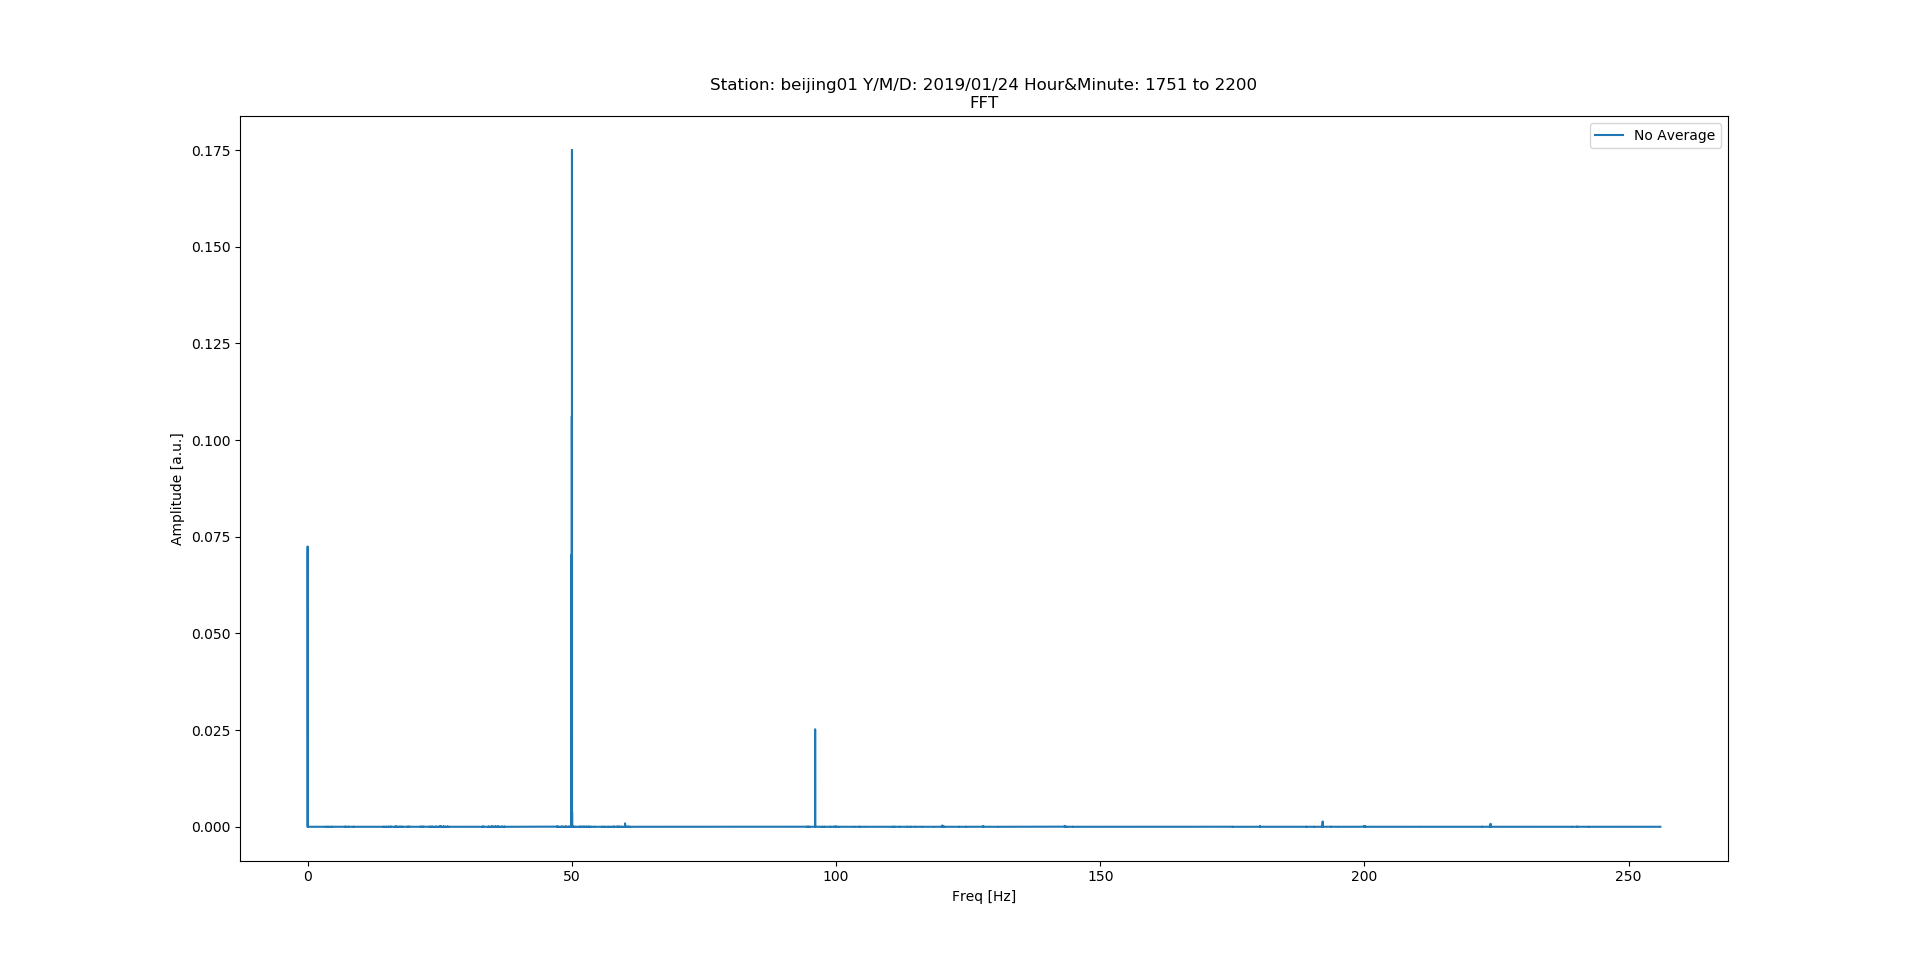 Station: beijing01 Y/M/D: 2019/01/24 Hour&Minute: 1751 to 2200
FFT
No Average
0.175
0.150
0.125
0.100
0.075
0.050
0.025
0.000
Amplitude [a.u.]
0 50 100 150 200 250
Freq [Hz]